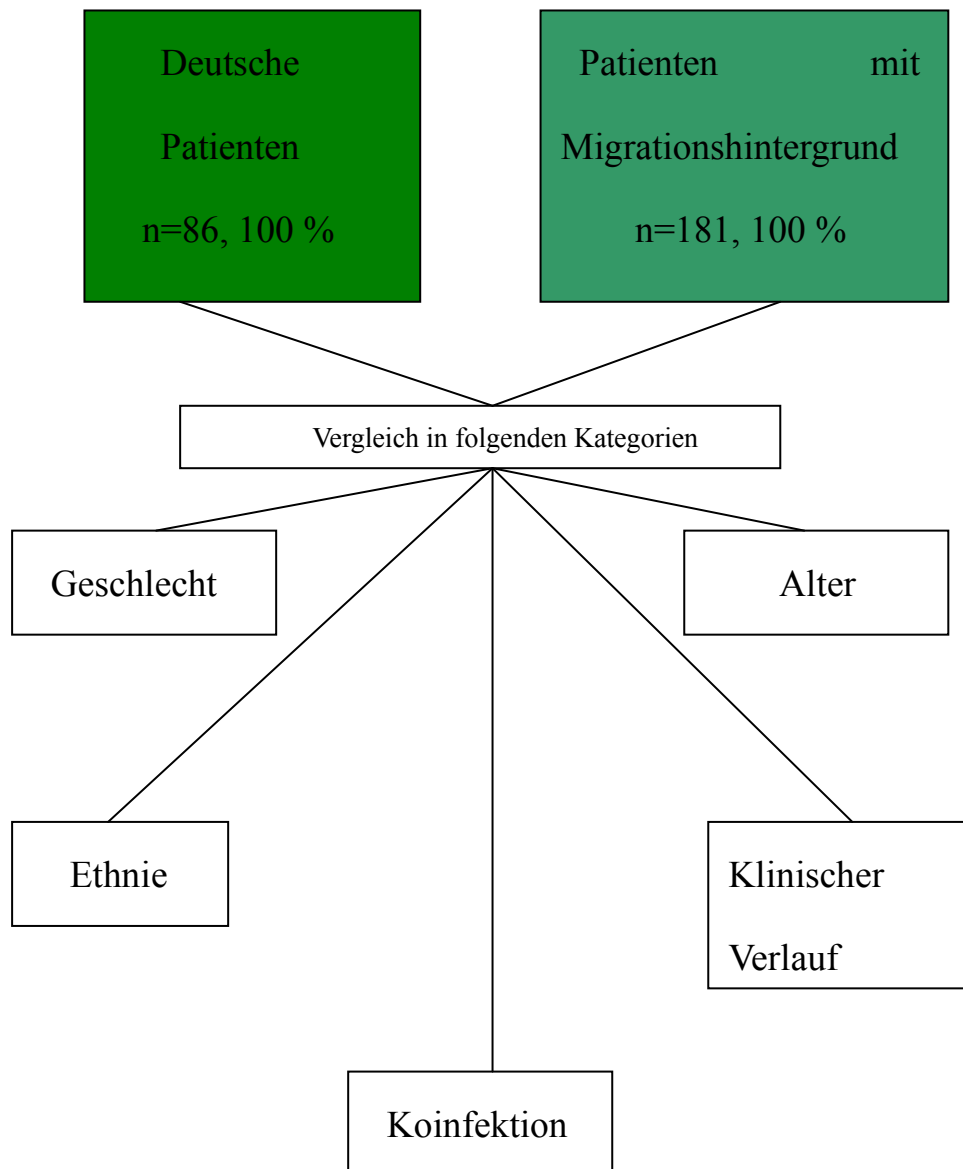 Deutsche
Patienten
n=86, 100 %
Patienten mit
Migrationshintergrund
n=181, 100 %
Vergleich in folgenden Kategorien
Geschlecht
Alter
Ethnie
Klinischer
Verlauf
Koinfektion